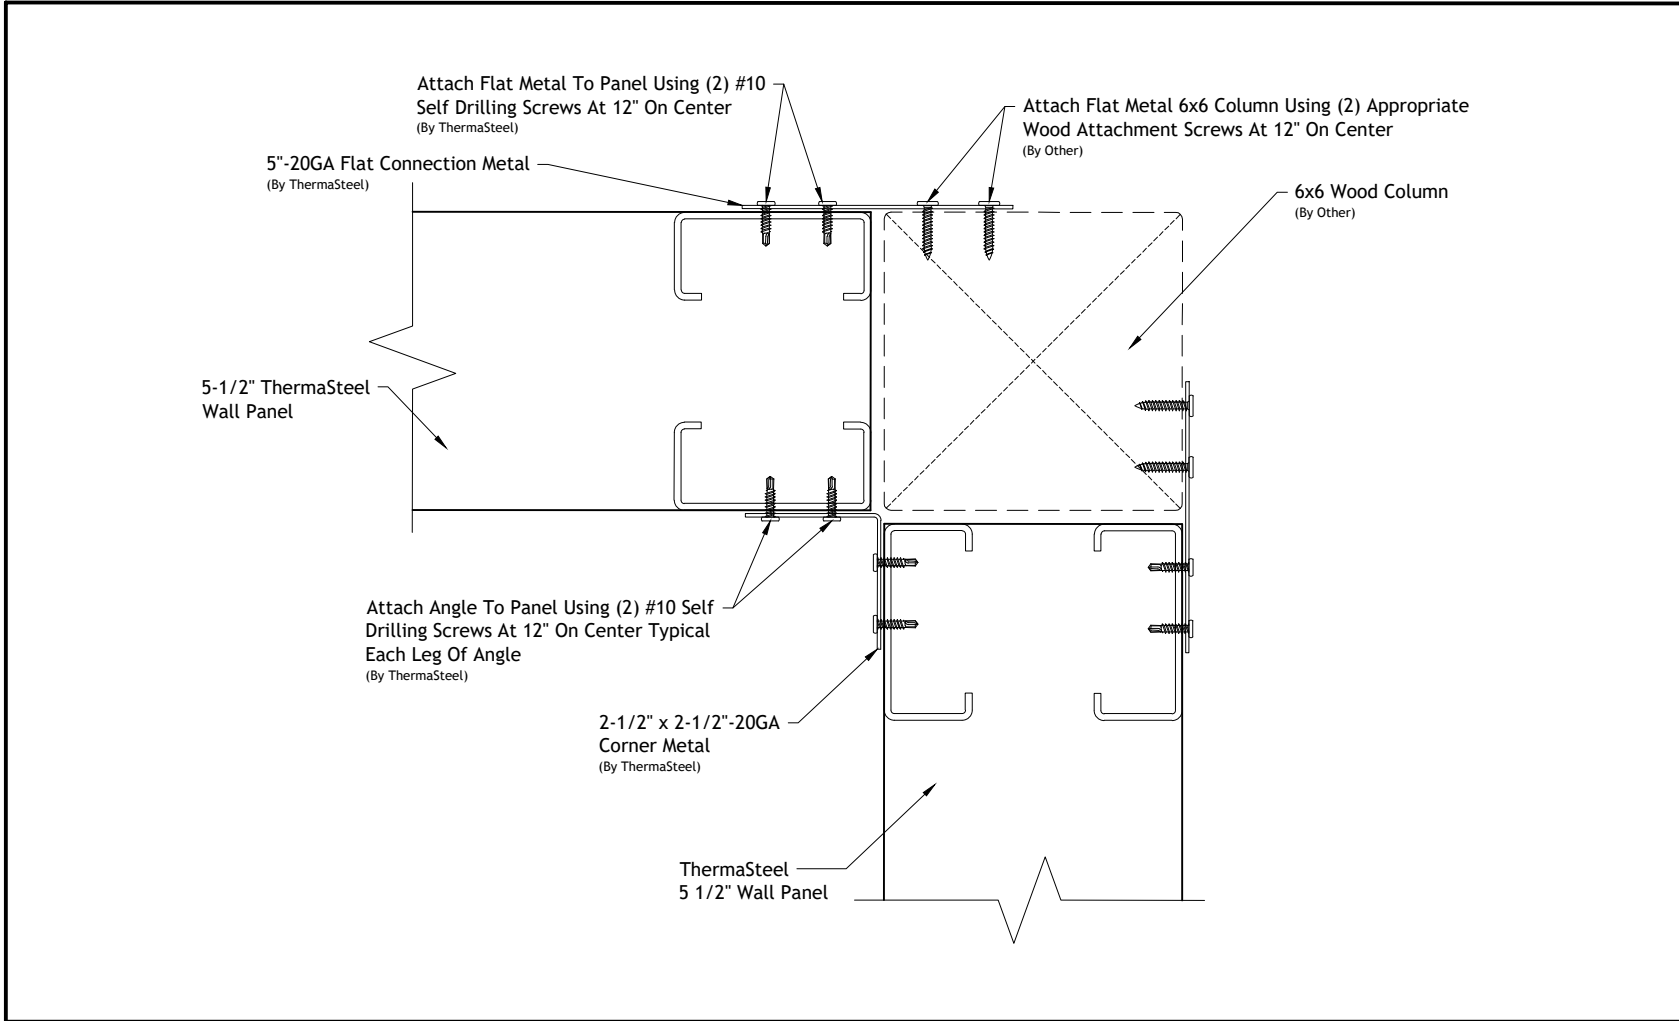 Attach Flat Metal To Panel Using (2) #10
Self Drilling Screws At 12" On Center
(By ThermaSteel)
Attach Flat Metal 6x6 Column Using (2) Appropriate
Wood Attachment Screws At 12" On Center
(By Other)
5"-20GA Flat Connection Metal
(By ThermaSteel)
6x6 Wood Column
(By Other)
5-1/2" ThermaSteel
Wall Panel
Attach Angle To Panel Using (2) #10 Self
Drilling Screws At 12" On Center Typical
Each Leg Of Angle
(By ThermaSteel)
2-1/2" x 2-1/2"-20GA
Corner Metal
(By ThermaSteel)
ThermaSteel
5 1/2" Wall Panel